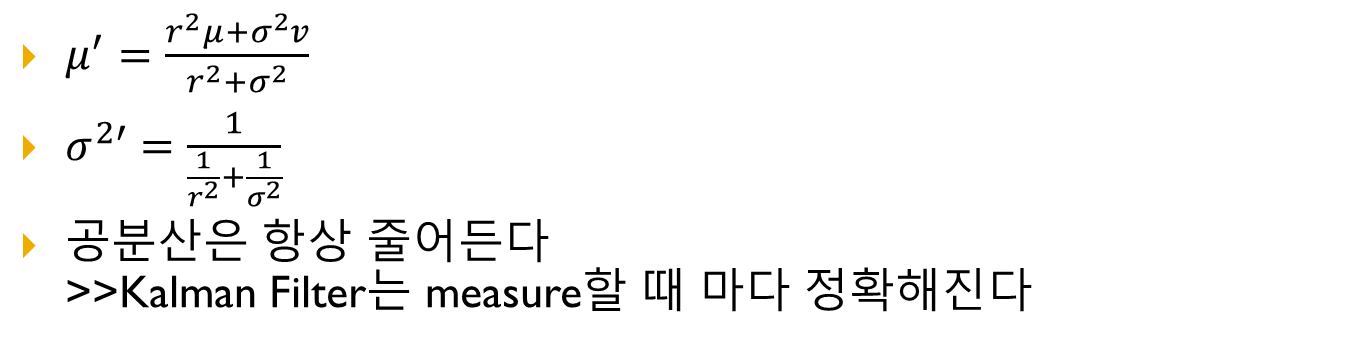 μ′ = (r²μ+σ²v)/(r²+σ²)
σ²′ = 1/(1/r²+1/σ²)
공분산은 항상 줄어든다
>>Kalman Filter는 measure할 때 마다 정확해진다